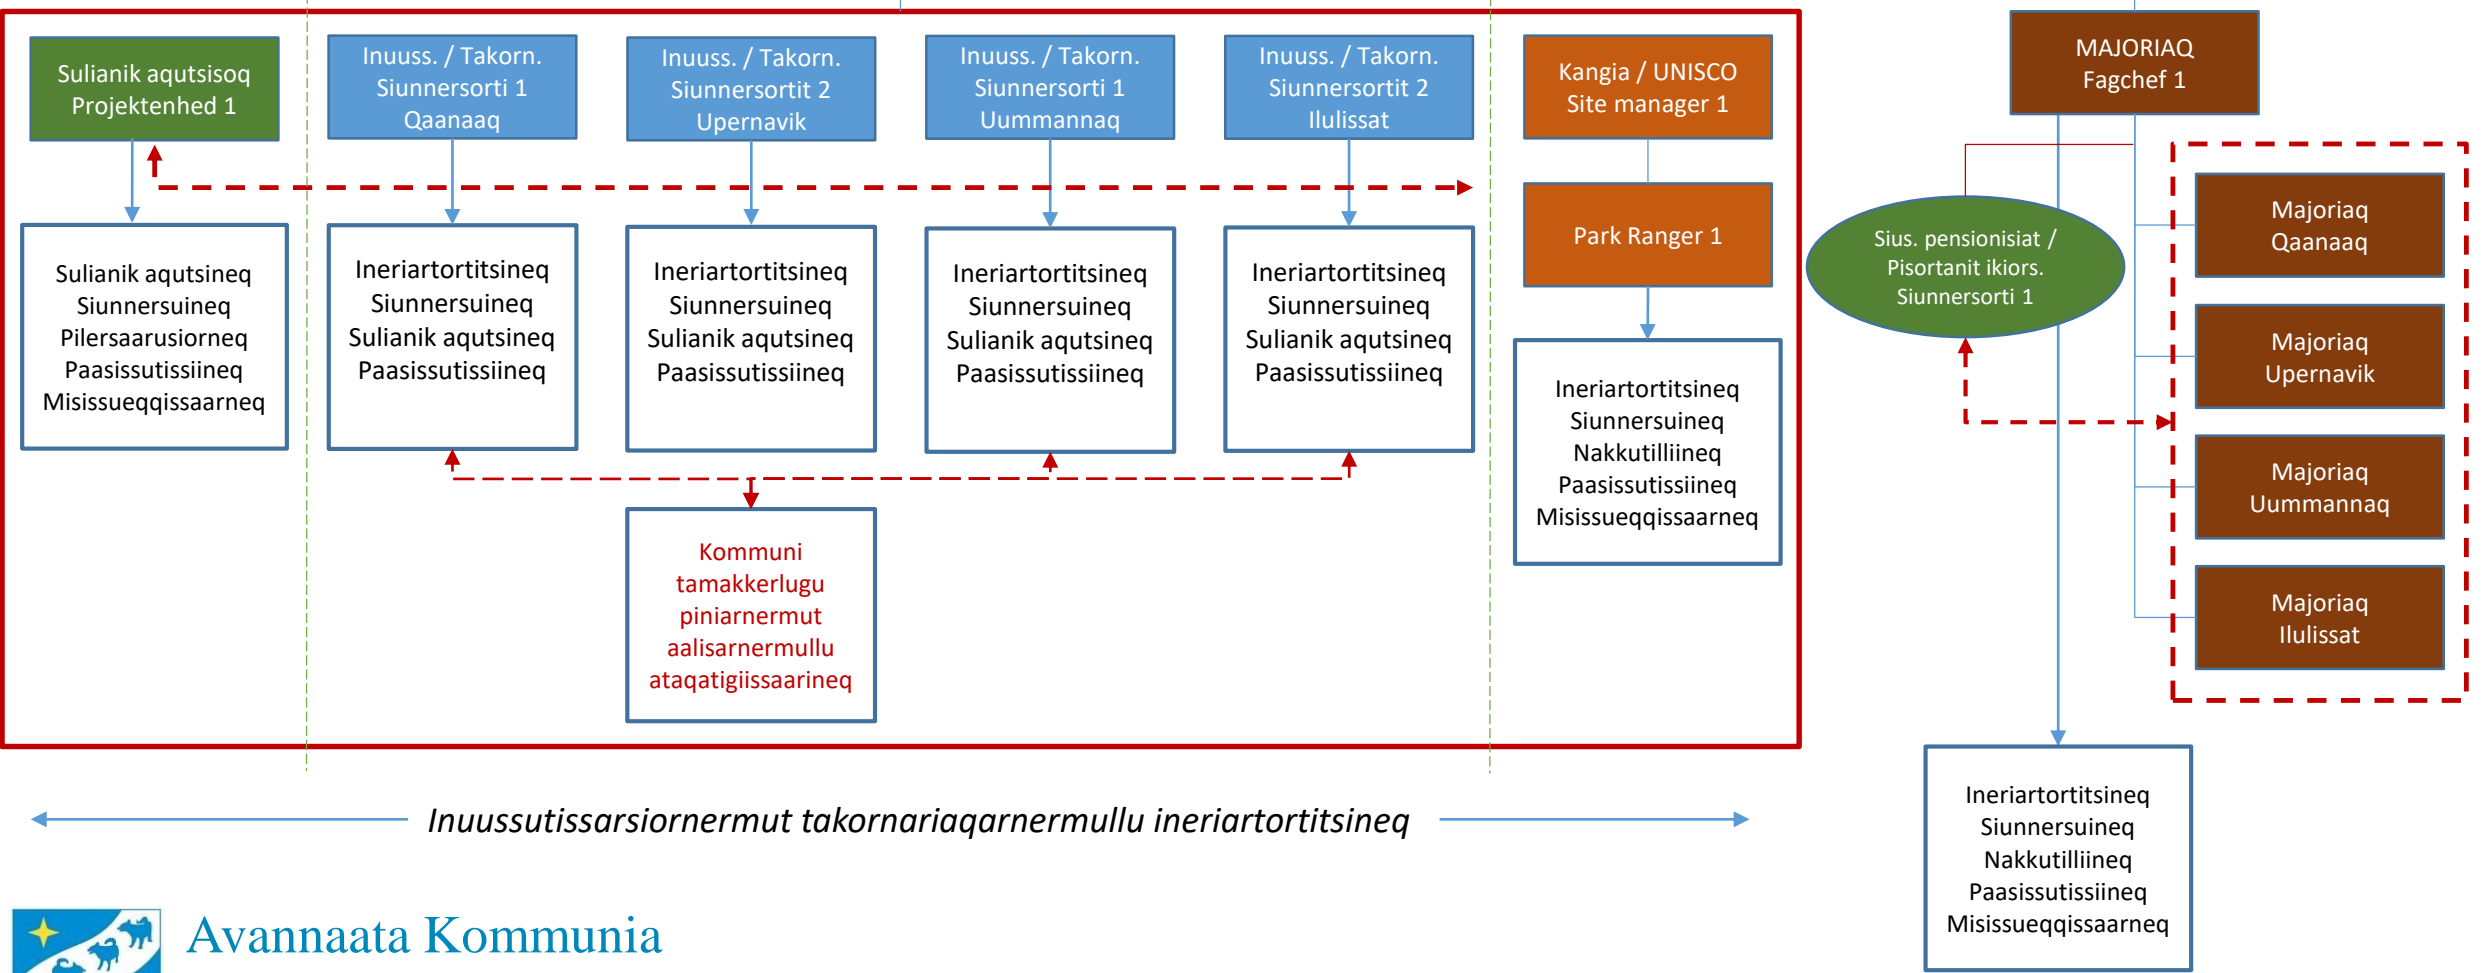 Sulianik aqutsisoq
Projektenhed 1
Inuuss. / Takorn.
Siunnersorti 1
Qaanaaq
Inuuss. / Takorn.
Siunnersortit 2
Upernavik
Inuuss. / Takorn.
Siunnersorti 1
Uummannaq
Inuuss. / Takorn.
Siunnersortit 2
Ilulissat
Kangia / UNISCO
Site manager 1
MAJORIAQ
Fagchef 1
Park Ranger 1
Sius. pensionisiat /
Pisortanit ikiors.
Siunnersorti 1
Majoriaq
Qaanaaq
Majoriaq
Upernavik
Majoriaq
Uummannaq
Majoriaq
Ilulissat
Sulianik aqutsineq
Siunnersuineq
Pilersaarusiorneq
Paasissutissiineq
Misissueqqissaarneq
Ineriartortitsineq
Siunnersuineq
Sulianik aqutsineq
Paasissutissiineq
Ineriartortitsineq
Siunnersuineq
Sulianik aqutsineq
Paasissutissiineq
Ineriartortitsineq
Siunnersuineq
Sulianik aqutsineq
Paasissutissiineq
Ineriartortitsineq
Siunnersuineq
Sulianik aqutsineq
Paasissutissiineq
Ineriartortitsineq
Siunnersuineq
Nakkutilliineq
Paasissutissiineq
Misissueqqissaarneq
Kommuni
tamakkerlugu
piniarnermut
aalisarnermullu
ataqatigiissaarineq
Inuussutissarsiornermut takornariaqarnermullu ineriartortitsineq
Ineriartortitsineq
Siunnersuineq
Nakkutilliineq
Paasissutissiineq
Misissueqqissaarneq
Avannaata Kommunia